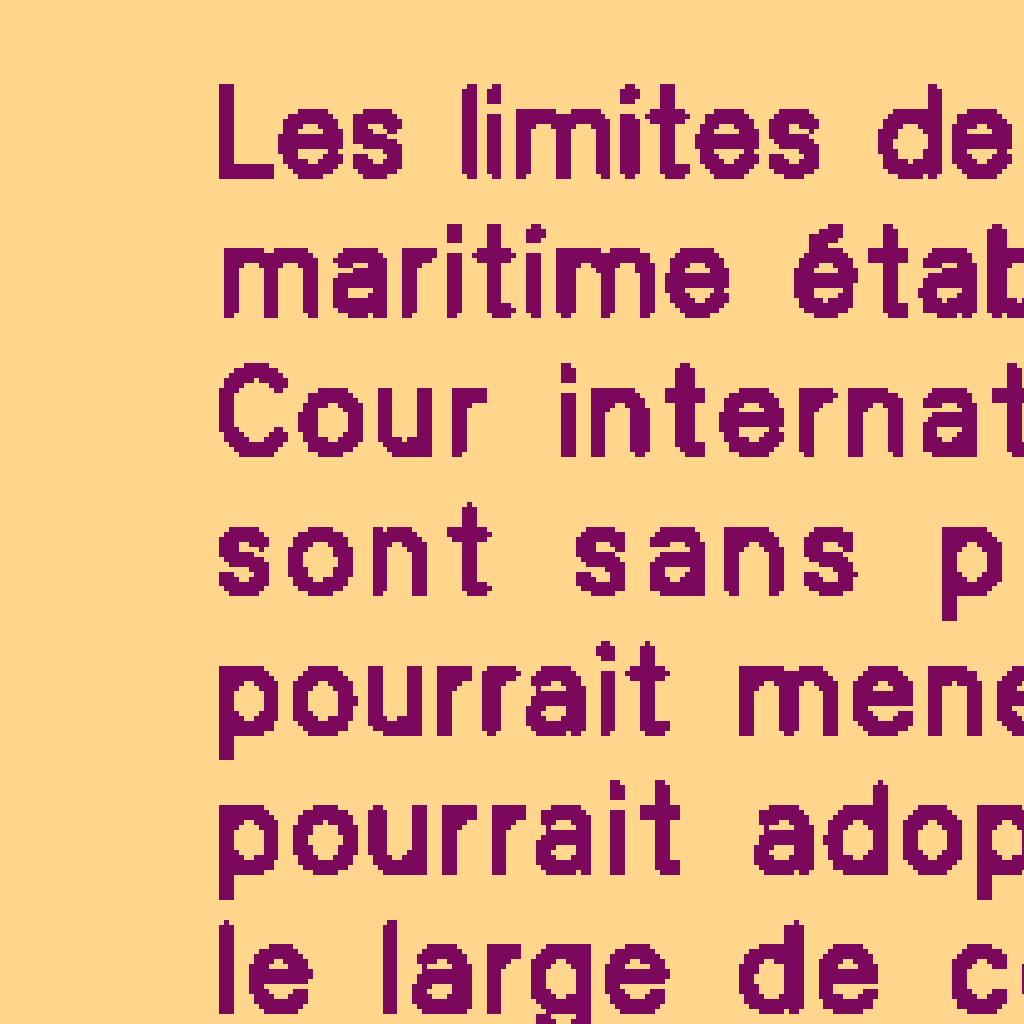 Les limites de
maritime étab
Cour internat
sont sans p
pourrait mene
pourrait adop
le large de c